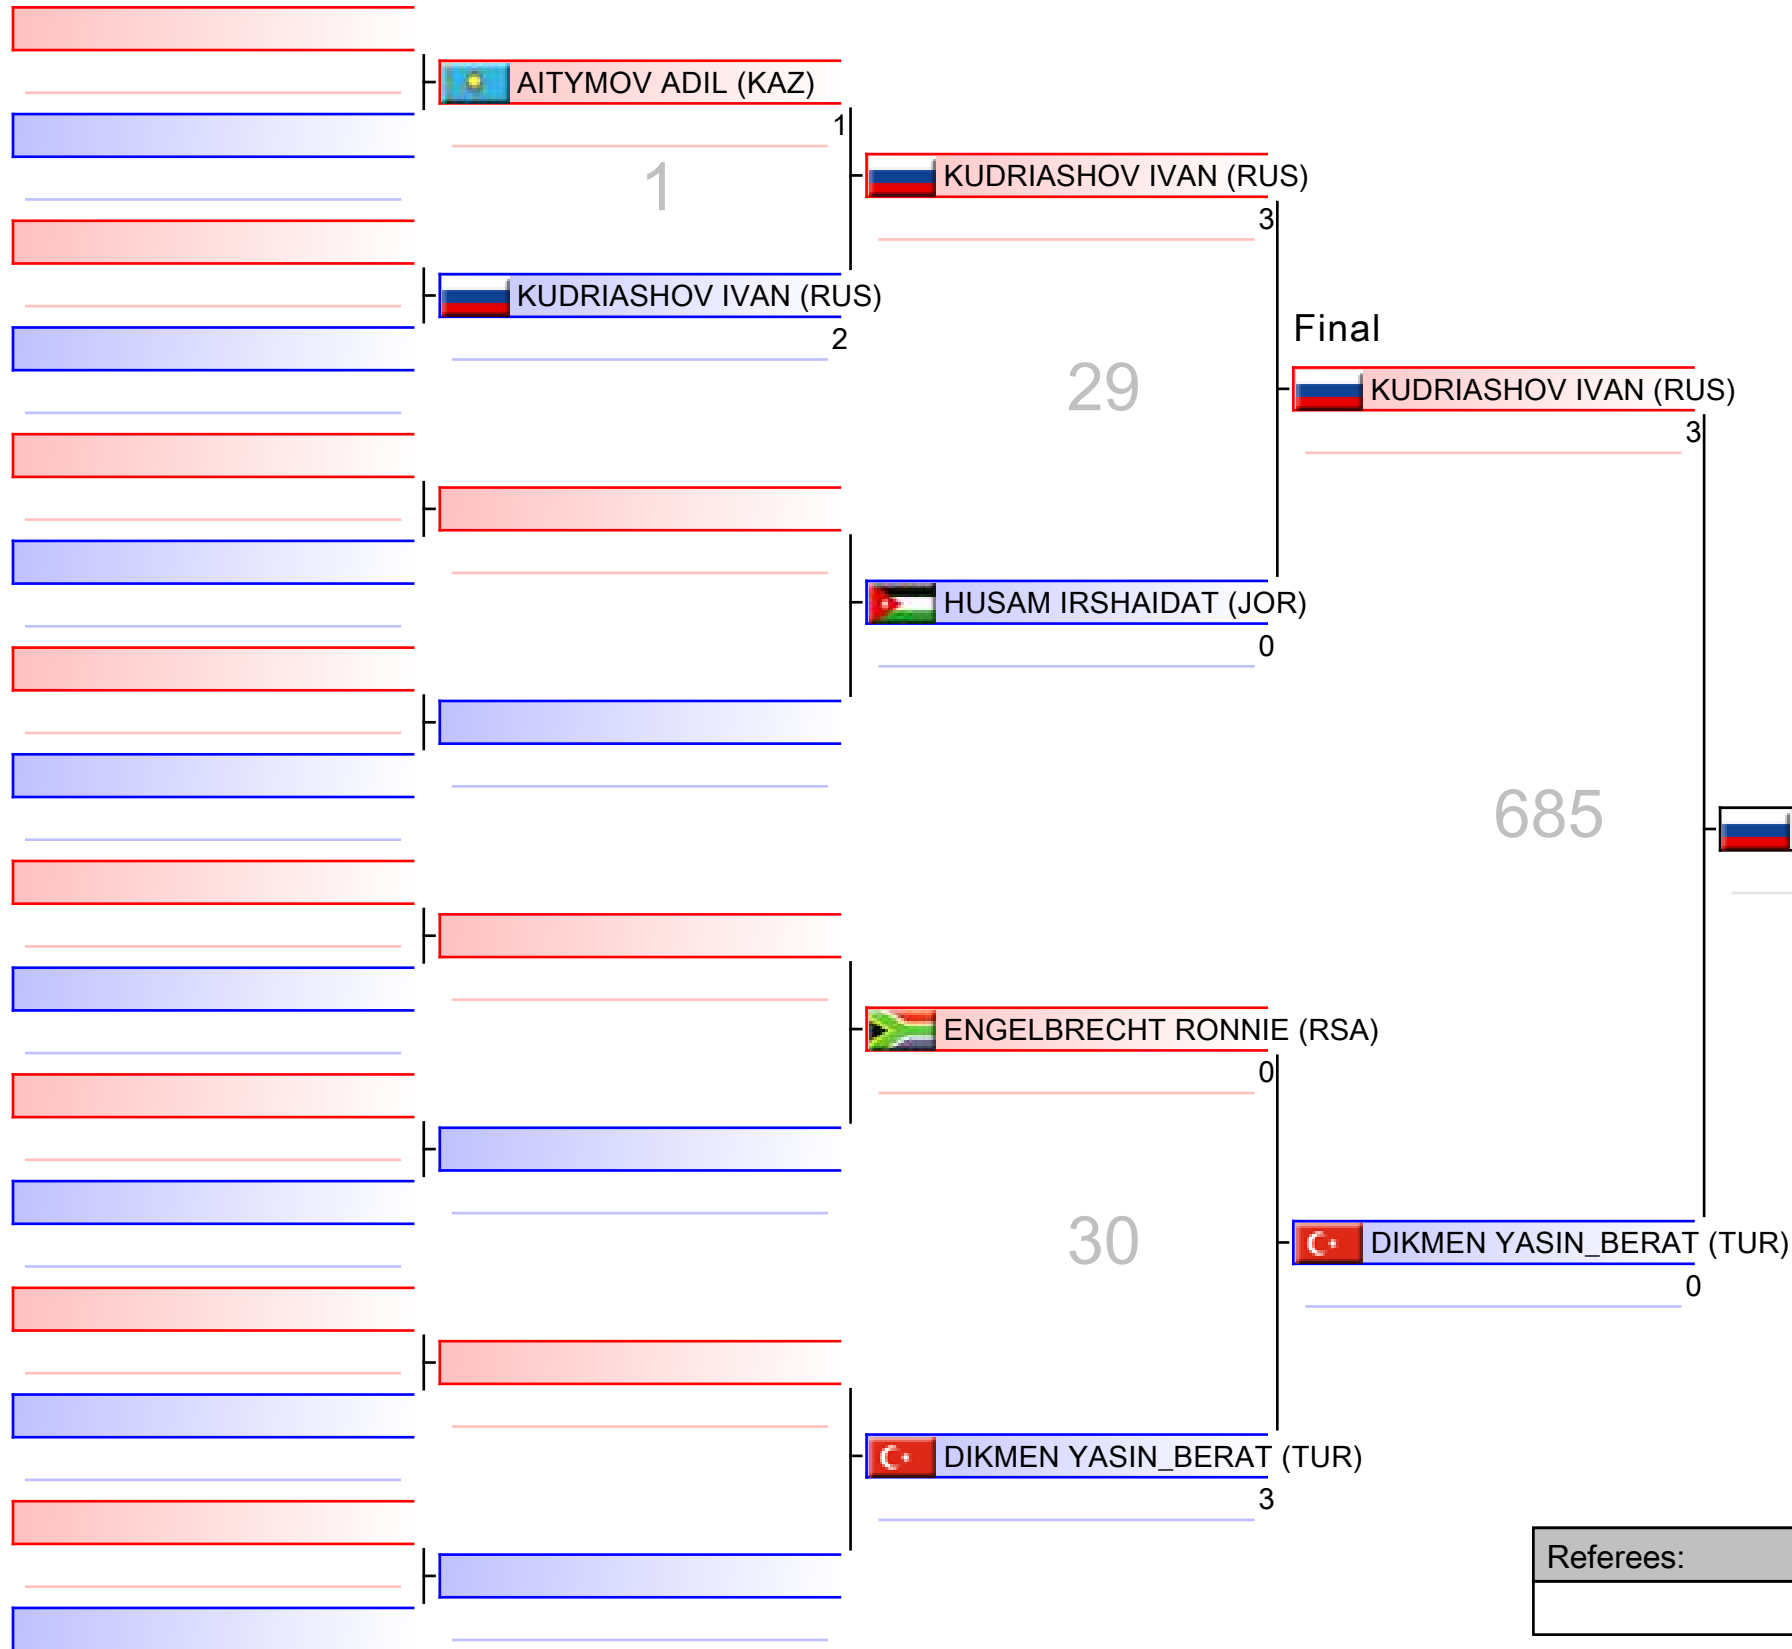 AITYMOV ADIL (KAZ)
1
1
KUDRIASHOV IVAN (RUS)
2
KUDRIASHOV IVAN (RUS)
3
29
HUSAM IRSHAIDAT (JOR)
0
Final
KUDRIASHOV IVAN (RUS)
3
685
ENGELBRECHT RONNIE (RSA)
0
30
DIKMEN YASIN_BERAT (TUR)
3
DIKMEN YASIN_BERAT (TUR)
0
Referees: